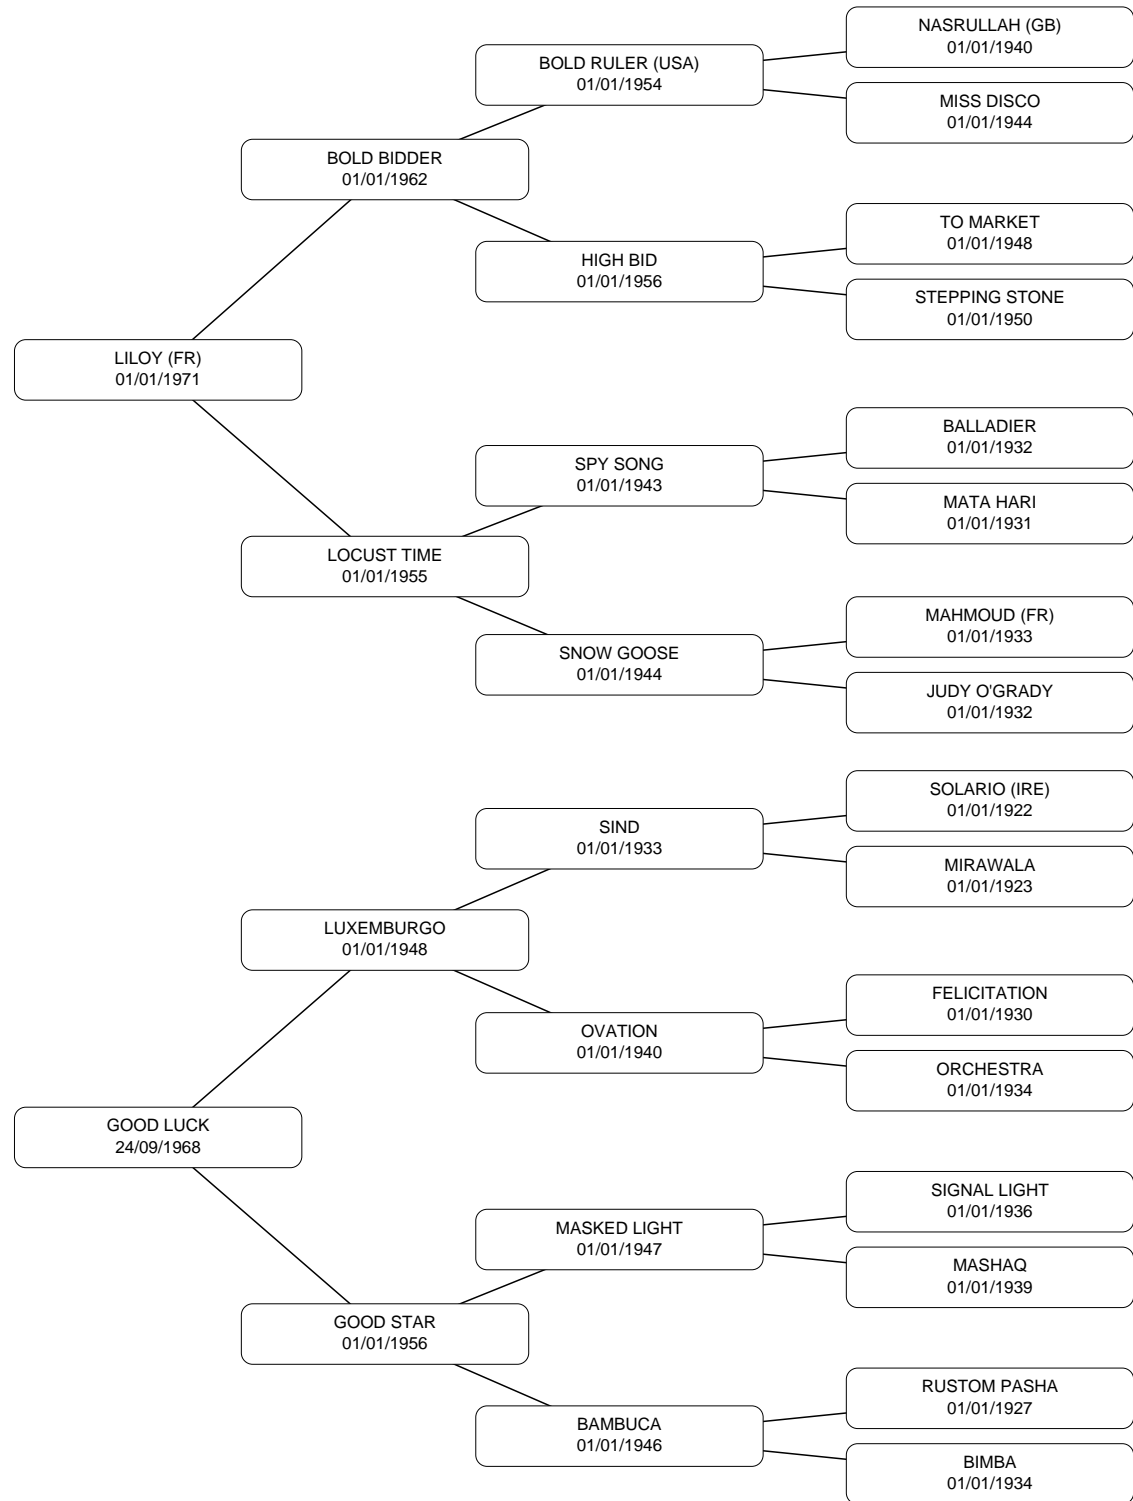 NASRULLAH (GB)
01/01/1940
BOLD RULER (USA)
01/01/1954
MISS DISCO
01/01/1944
BOLD BIDDER
01/01/1962
TO MARKET
01/01/1948
HIGH BID
01/01/1956
STEPPING STONE
01/01/1950
LILOY (FR)
01/01/1971
BALLADIER
01/01/1932
SPY SONG
01/01/1943
MATA HARI
01/01/1931
LOCUST TIME
01/01/1955
MAHMOUD (FR)
01/01/1933
SNOW GOOSE
01/01/1944
JUDY O'GRADY
01/01/1932
SOLARIO (IRE)
01/01/1922
SIND
01/01/1933
MIRAWALA
01/01/1923
LUXEMBURGO
01/01/1948
FELICITATION
01/01/1930
OVATION
01/01/1940
ORCHESTRA
01/01/1934
GOOD LUCK
24/09/1968
SIGNAL LIGHT
01/01/1936
MASKED LIGHT
01/01/1947
MASHAQ
01/01/1939
GOOD STAR
01/01/1956
RUSTOM PASHA
01/01/1927
BAMBUCA
01/01/1946
BIMBA
01/01/1934